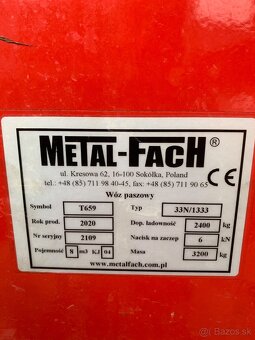 METAL-FACH®
ul. Kresowa 62, 16-100 Sokółka, Poland
tel.: +48 (85) 711 98 40-45, fax: +48 (85) 711 90 65
CE
Wóz paszowy
Symbol T659 Typ 33N/1333
Rok prod. 2020 Dop. ładowność 2400 kg
Nr seryjny 2109 Nacisk na zaczep 6 kN
Pojemność 8 m3 KJ 04 Masa 3200 kg
www.metalfach.com.pl
bazos.sk